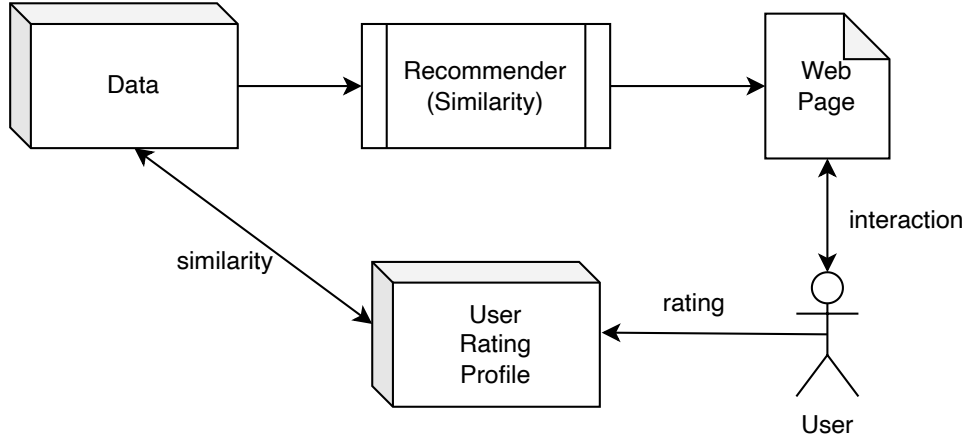 Data
Recommender
(Similarity)
Web
Page
interaction
similarity
User
Rating
Profile
rating
User